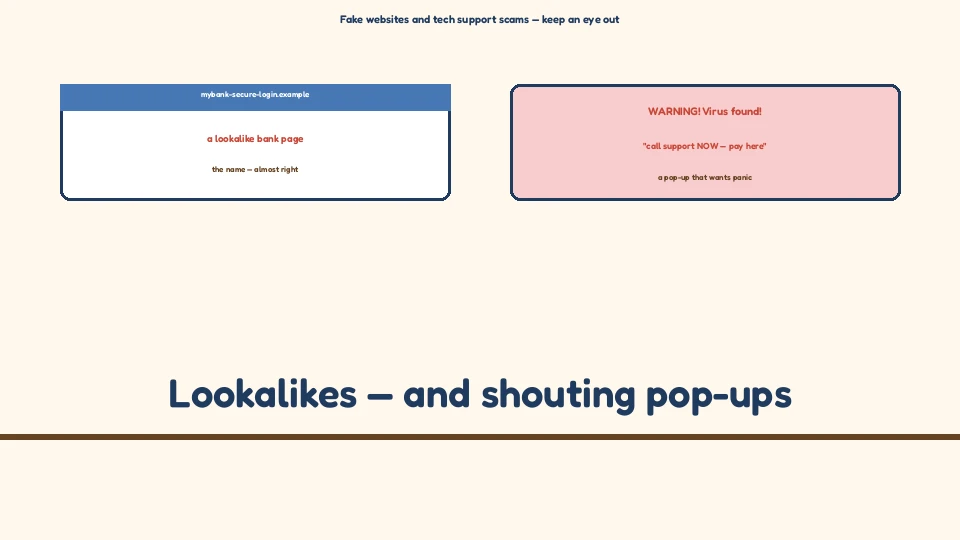 Fake websites and tech support scams — keep an eye out
mybank-secure-login.example
a lookalike bank page
the name — almost right
WARNING! Virus found!
"call support NOW — pay here"
a pop-up that wants panic
Lookalikes — and shouting pop-ups